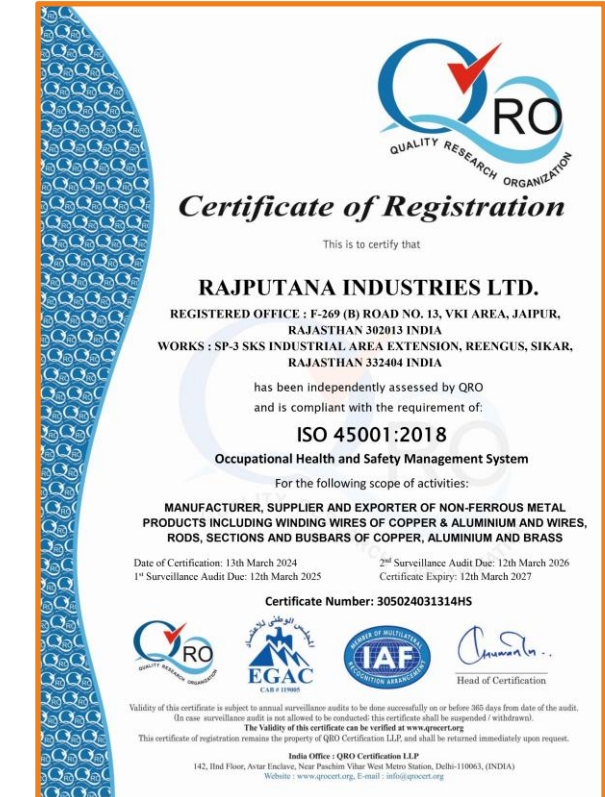 QRO
QUALITY RESEARCH ORGANIZATION
Certificate of Registration
This is to certify that
RAJPUTANA INDUSTRIES LTD.
REGISTERED OFFICE : F-269 (B) ROAD NO. 13, VKI AREA, JAIPUR,
RAJASTHAN 302013 INDIA
WORKS : SP-3 SKS INDUSTRIAL AREA EXTENSION, REENGUS, SIKAR,
RAJASTHAN 332404 INDIA
has been independently assessed by QRO
and is compliant with the requirement of:
ISO 45001:2018
Occupational Health and Safety Management System
For the following scope of activities:
MANUFACTURER, SUPPLIER AND EXPORTER OF NON-FERROUS METAL
PRODUCTS INCLUDING WINDING WIRES OF COPPER & ALUMINIUM AND WIRES,
RODS, SECTIONS AND BUSBARS OF COPPER, ALUMINIUM AND BRASS
Date of Certification: 13th March 2024
1st Surveillance Audit Due: 12th March 2025
2nd Surveillance Audit Due: 12th March 2026
Certificate Expiry: 12th March 2027
Certificate Number: 305024031314HS
QRO
QUALITY RESEARCH ORGANIZATION
المجلس الوطني للاعتماد
EGAC
CAB # 119005
MEMBER OF MULTILATERAL
IAF
RECOGNITION ARRANGEMENT
Head of Certification
Validity of this certificate is subject to annual surveillance audits to be done successfully on or before 365 days from date of the audit.
(In case surveillance audit is not allowed to be conducted: this certificate shall be suspended / withdrawn).
The Validity of this certificate can be verified at www.qrocert.org
This certificate of registration remains the property of QRO Certification LLP, and shall be returned immediately upon request.
India Office : QRO Certification LLP
142, IInd Floor, Avtar Enclave, Near Paschim Vihar West Metro Station, Delhi-110063, (INDIA)
Website : www.qrocert.org, E-mail : info@qrocert.org